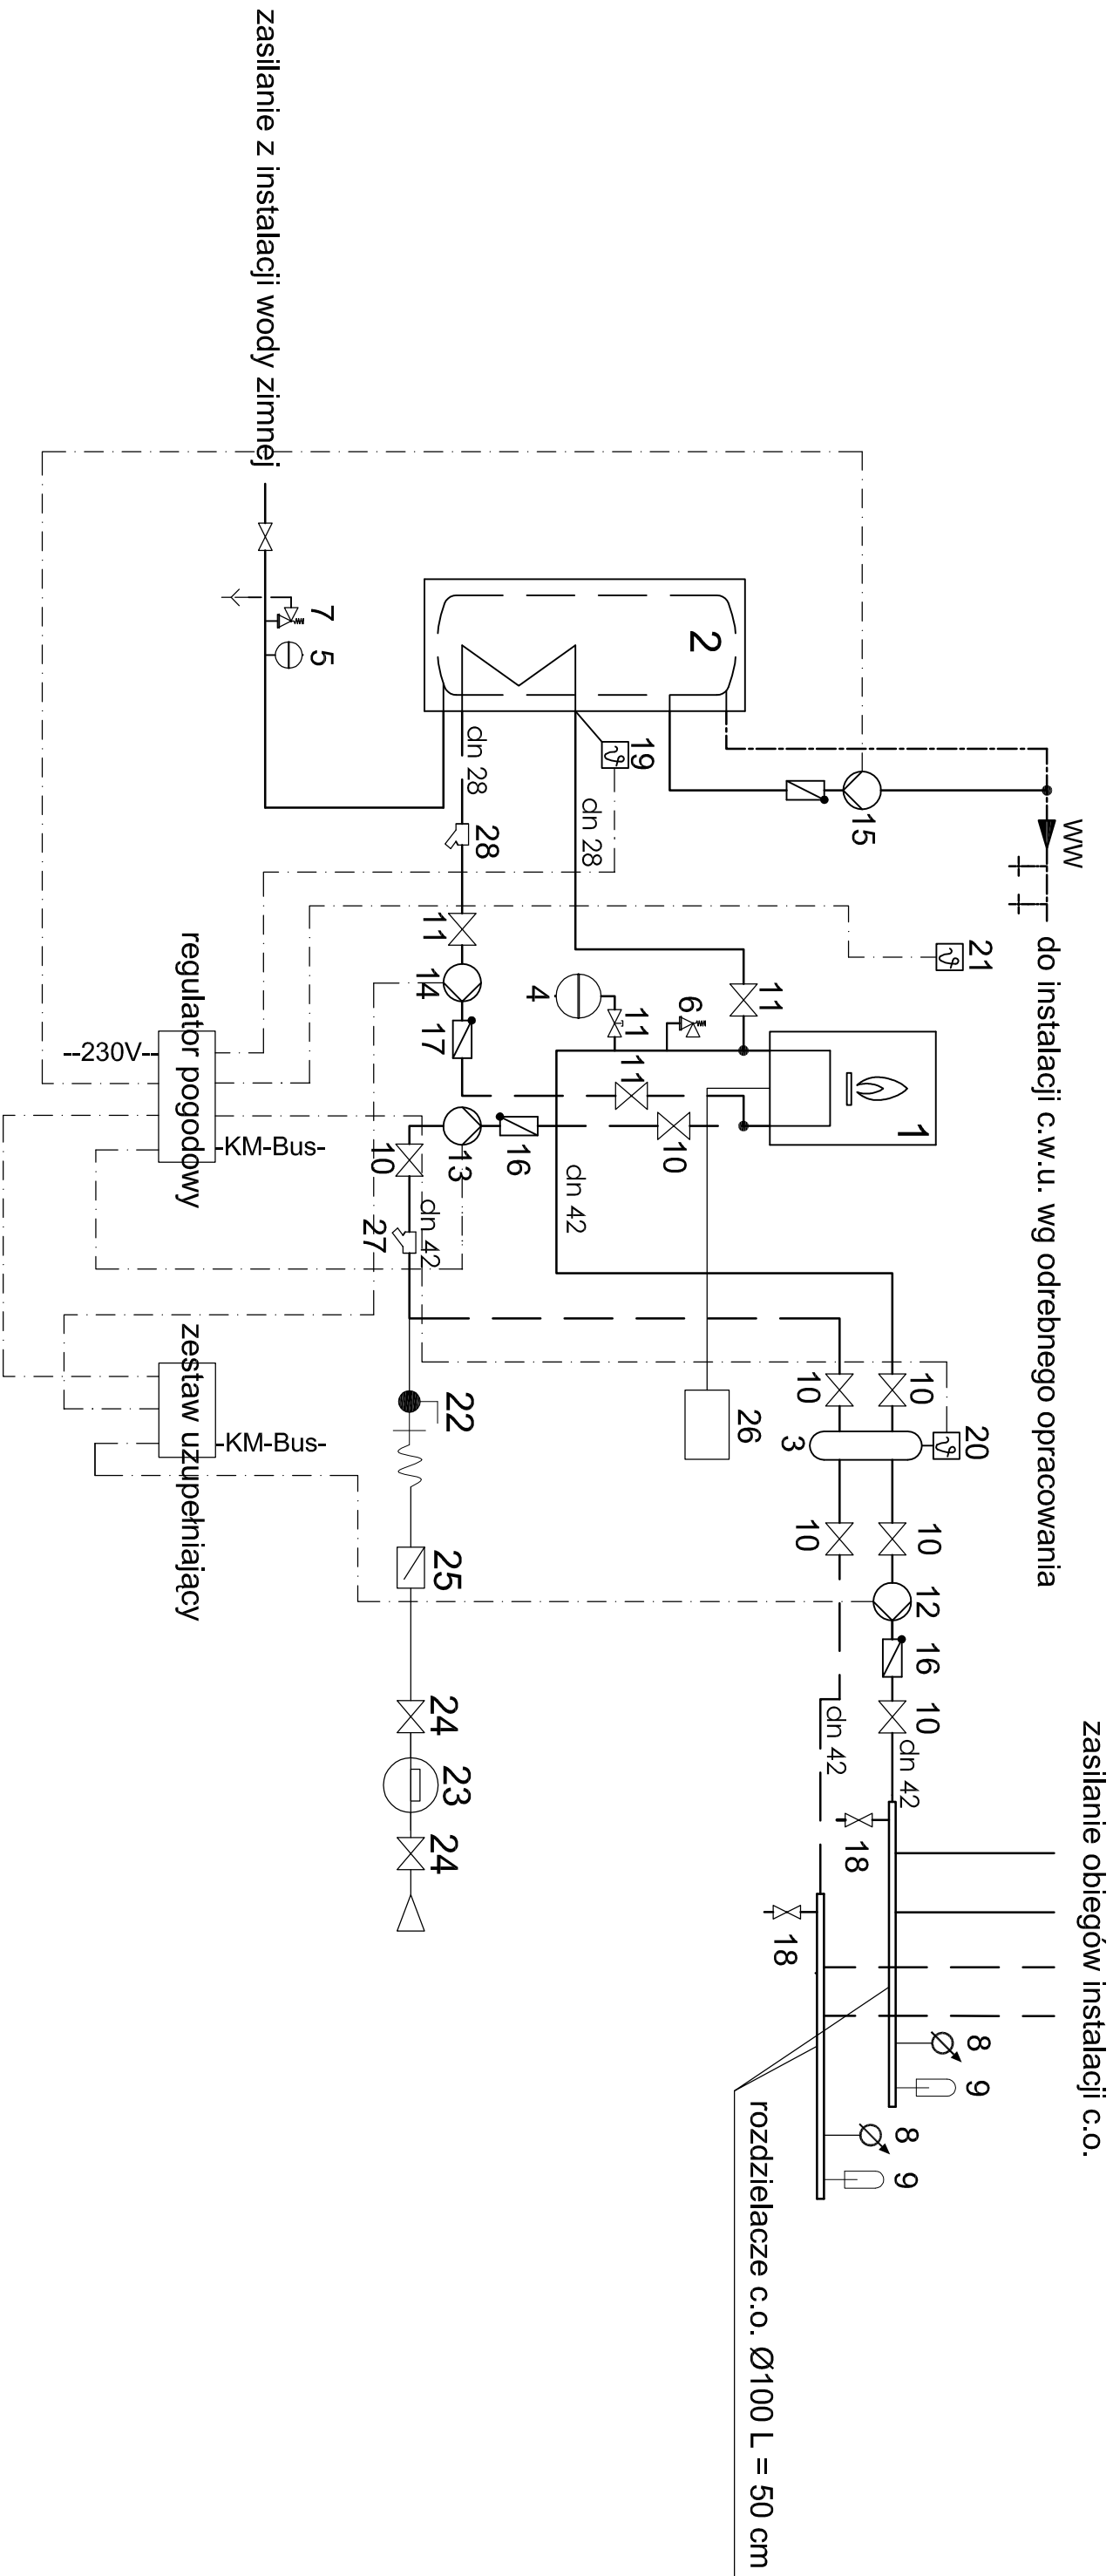 zasilanie obiegów instalacji c.o.
WW
do instalacji c.w.u. wg odrebnego opracowania
21
20
1
10
10
12
16
10
dn 42
8
9
15
2
19
11
6
10
3
10
dn 42
18
8
9
11
11
10
26
18
rozdzielacze c.o. Ø100 L = 50 cm
dn 28
4
dn 42
16
dn 28
28
11
14
17
13
10
dn 42
27
22
25
24
23
24
7
5
zasilanie z instalacji wody zimnej
--230V--
-KM-Bus-
regulator pogodowy
-KM-Bus-
zestaw uzupełniający